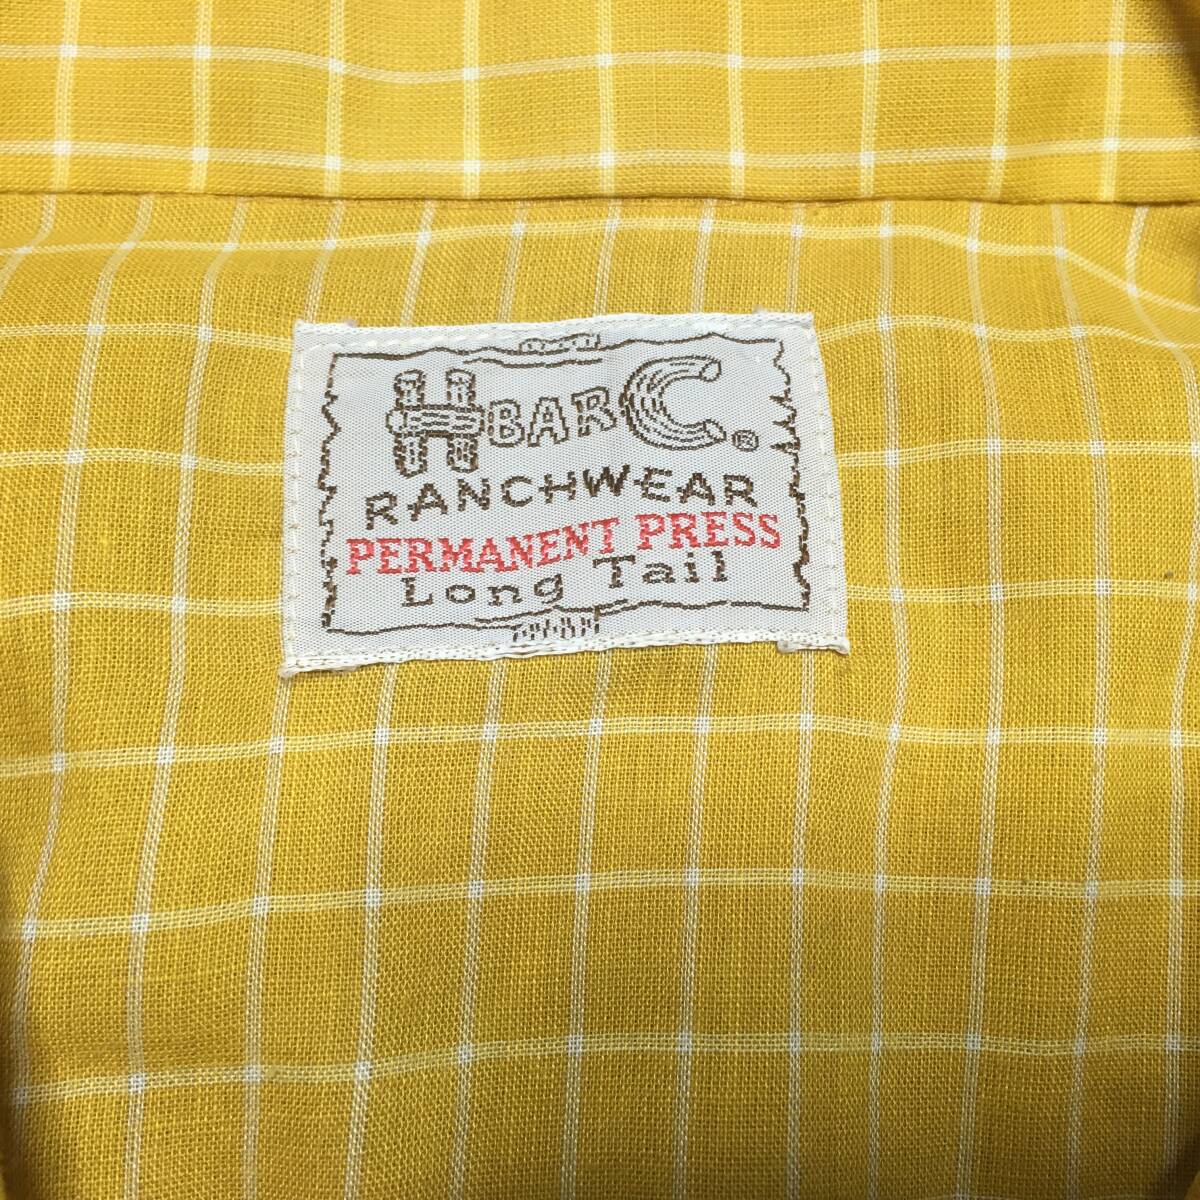 H BAR C ®
RANCHWEAR
PERMANENT PRESS
Long Tail